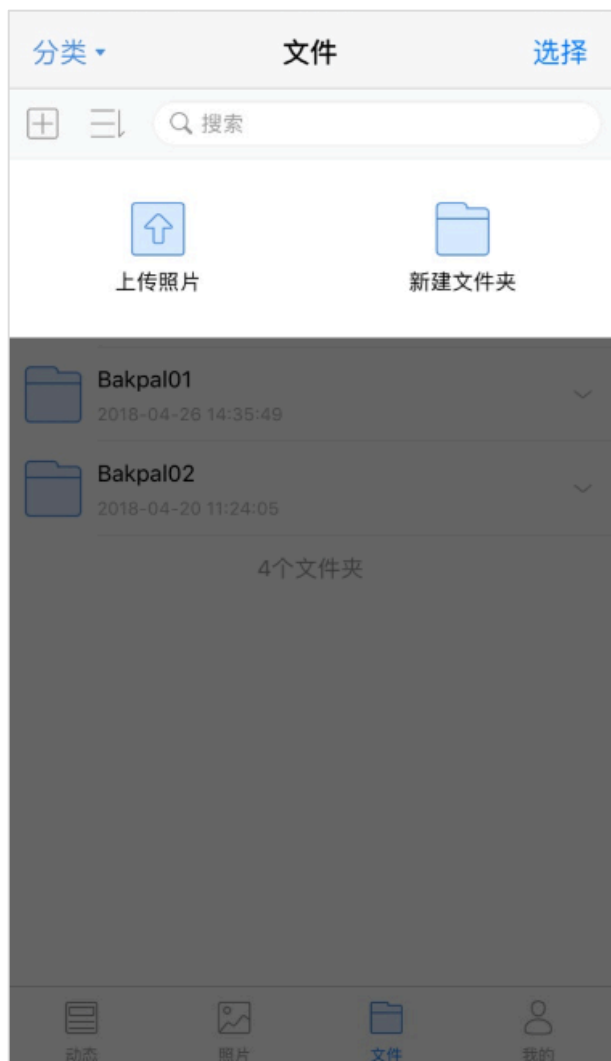 分类 文件 选择
搜索
上传照片 新建文件夹
Bakpal01
2018-04-26 14:35:49
Bakpal02
2018-04-20 11:24:05
4个文件夹
动态 照片 文件 我的